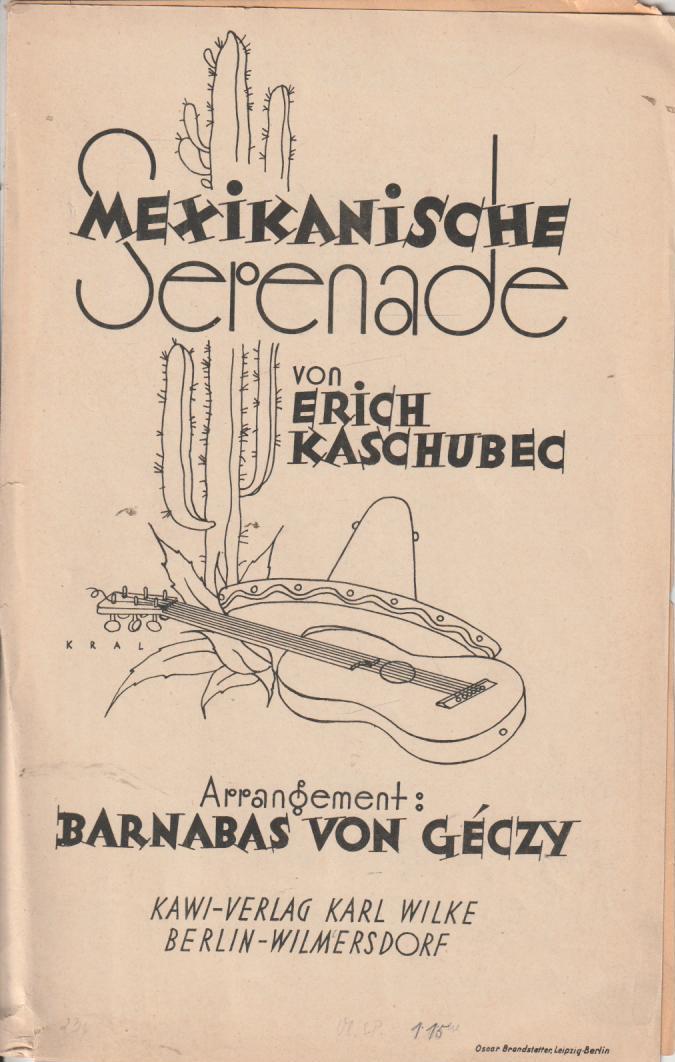 MEXIKANISCHE
Serenade
von
ERICH
KASCHUBEC
KRAL
Arrangement:
BARNABAS VON GÉCZY
KAWI-VERLAG KARL WILKE
BERLIN-WILMERSDORF
1 15
Oscar Brandstetter, Leipzig-Berlin